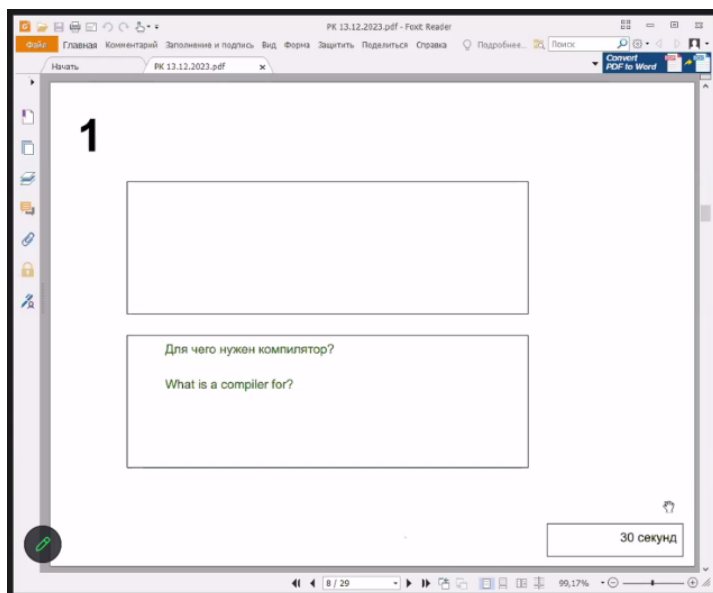 PK 13.12.2023.pdf - Foxit Reader
Файл Главная Комментарий Заполнение и подпись Вид Форма Защитить Поделиться Справка Подробнее... Поиск
Начать PK 13.12.2023.pdf
Convert
PDF to Word
1
Для чего нужен компилятор?
What is a compiler for?
30 секунд
8 / 29 99,17%